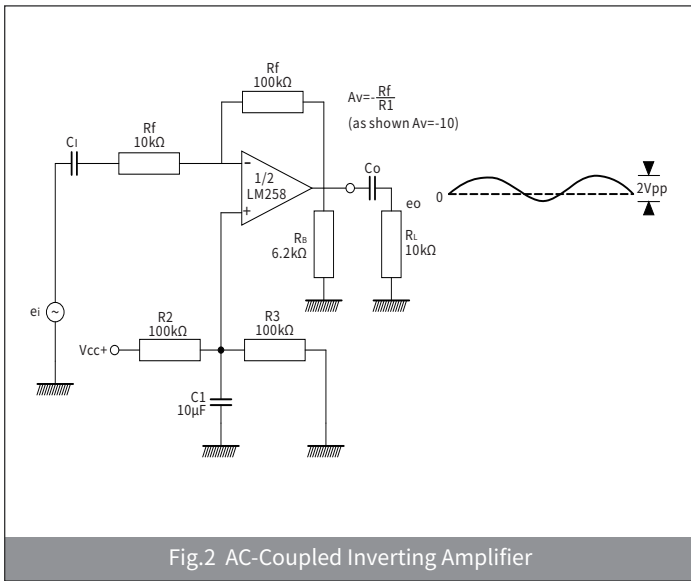 Rf
100kΩ
Av=-Rf/R1
(as shown Av=-10)
CI
Rf
10kΩ
-
1/2
LM258
+
Co
eo
0
2Vpp
RB
6.2kΩ
RL
10kΩ
ei
~
R2
100kΩ
R3
100kΩ
Vcc+
C1
10μF
Fig.2 AC-Coupled Inverting Amplifier